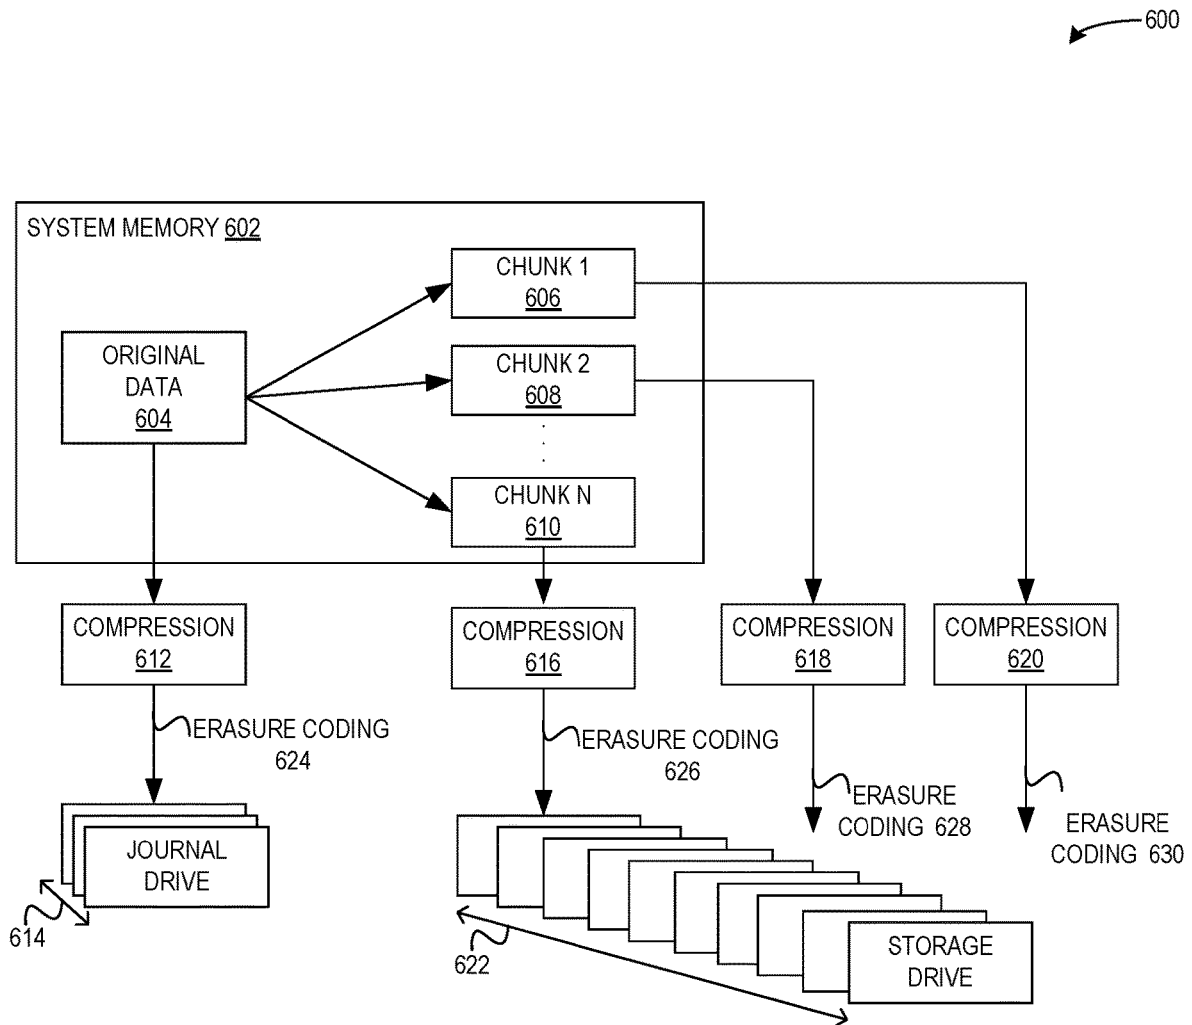 600
SYSTEM MEMORY 602
CHUNK 1
606
ORIGINAL
DATA
604
CHUNK 2
608
CHUNK N
610
COMPRESSION
612
COMPRESSION
616
COMPRESSION
618
COMPRESSION
620
ERASURE CODING
624
ERASURE CODING
626
ERASURE
CODING 628
ERASURE
CODING 630
JOURNAL
DRIVE
614
622
STORAGE
DRIVE